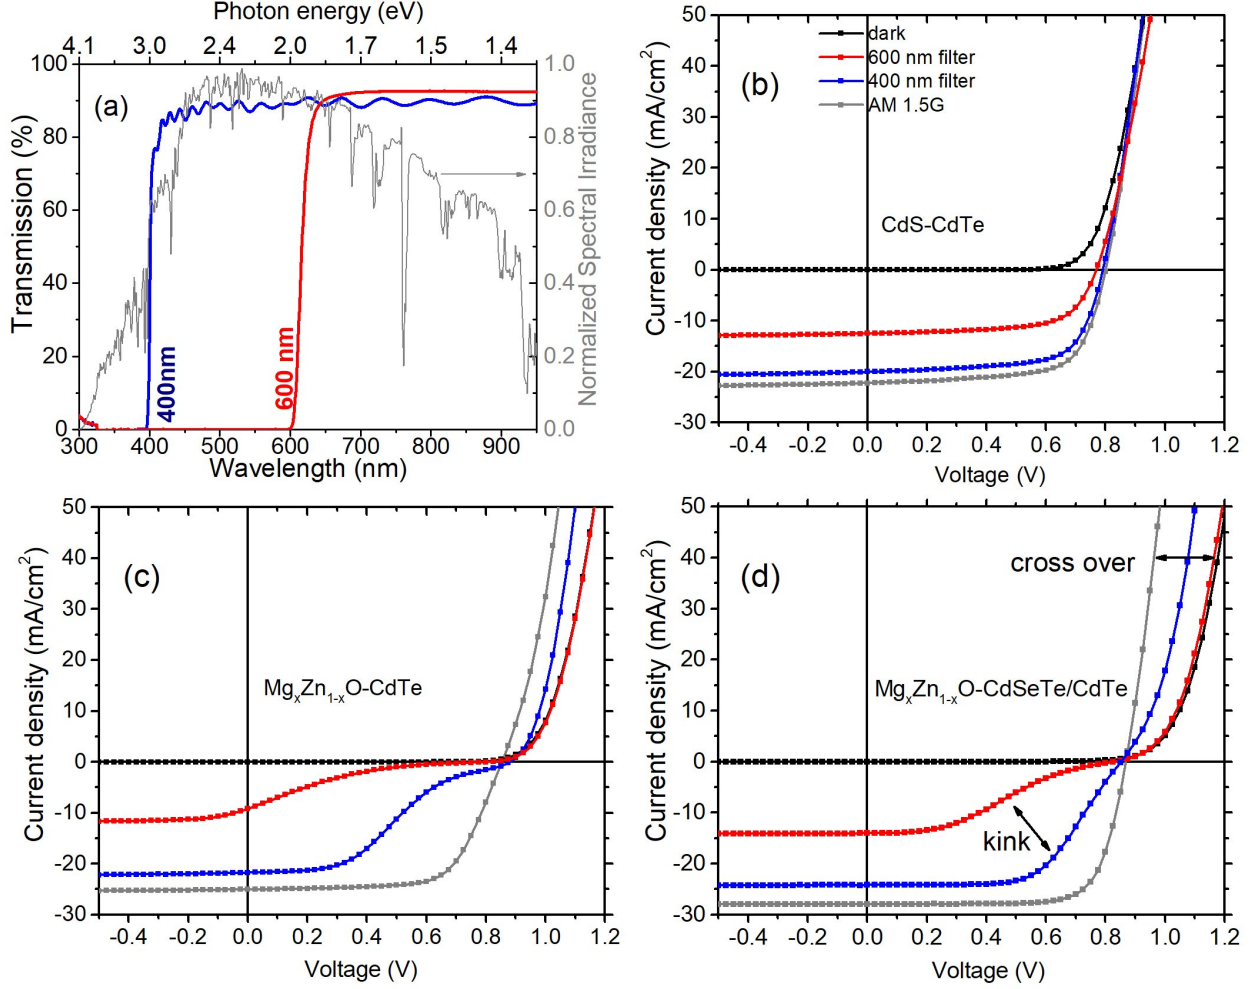 Photon energy (eV)
4.1 3.0 2.4 2.0 1.7 1.5 1.4
100
80
60
40
20
0
Transmission (%)
(a)
400nm
600 nm
1.0
0.8
0.6
0.4
0.2
0.0
Normalized Spectral Irradiance
300 400 500 600 700 800 900
Wavelength (nm)
50
40
30
20
10
0
-10
-20
-30
Current density (mA/cm²)
(b)
dark
600 nm filter
400 nm filter
AM 1.5G
CdS-CdTe
-0.4 -0.2 0.0 0.2 0.4 0.6 0.8 1.0 1.2
Voltage (V)
50
40
30
20
10
0
-10
-20
-30
Current density (mA/cm²)
(c)
MgₓZn₁₋ₓO-CdTe
-0.4 -0.2 0.0 0.2 0.4 0.6 0.8 1.0 1.2
Voltage (V)
50
40
30
20
10
0
-10
-20
-30
Current density (mA/cm²)
(d)
cross over
MgₓZn₁₋ₓO-CdSeTe/CdTe
kink
-0.4 -0.2 0.0 0.2 0.4 0.6 0.8 1.0 1.2
Voltage (V)